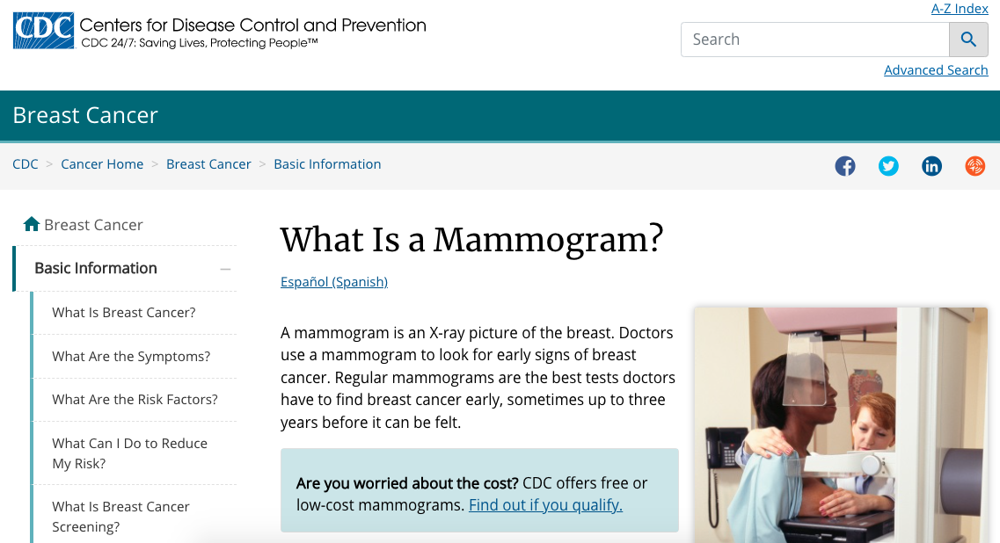 A-Z Index
CDC
Centers for Disease Control and Prevention
CDC 24/7: Saving Lives, Protecting People™
Search
Advanced Search
Breast Cancer
CDC > Cancer Home > Breast Cancer > Basic Information
Breast Cancer
Basic Information
What Is Breast Cancer?
What Are the Symptoms?
What Are the Risk Factors?
What Can I Do to Reduce
My Risk?
What Is Breast Cancer
Screening?
What Is a Mammogram?
Español (Spanish)
A mammogram is an X-ray picture of the breast. Doctors
use a mammogram to look for early signs of breast
cancer. Regular mammograms are the best tests doctors
have to find breast cancer early, sometimes up to three
years before it can be felt.
Are you worried about the cost? CDC offers free or
low-cost mammograms. Find out if you qualify.